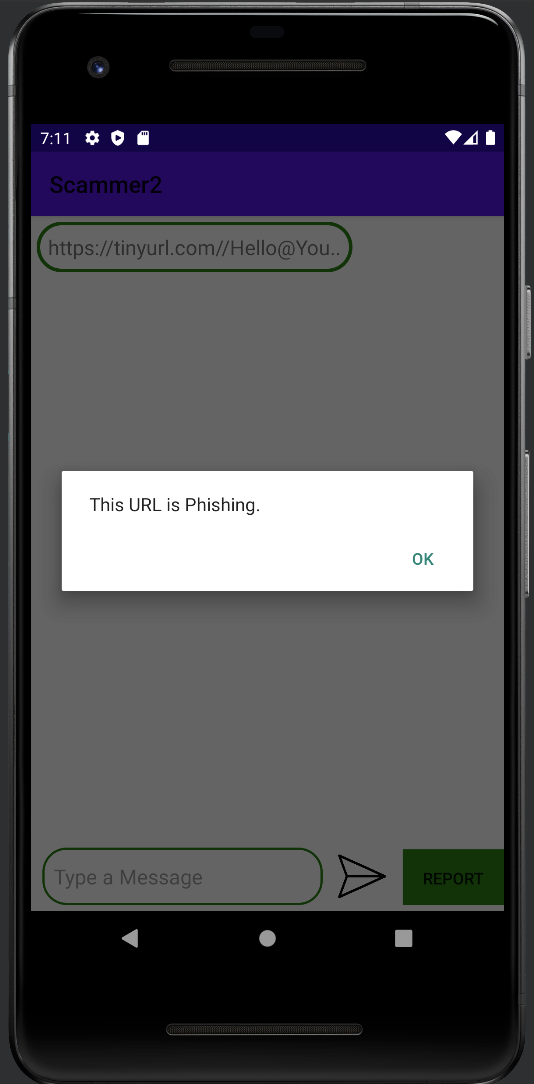 7:11
Scammer2
https://tinyurl.com//Hello@You..
This URL is Phishing.
OK
Type a Message
REPORT